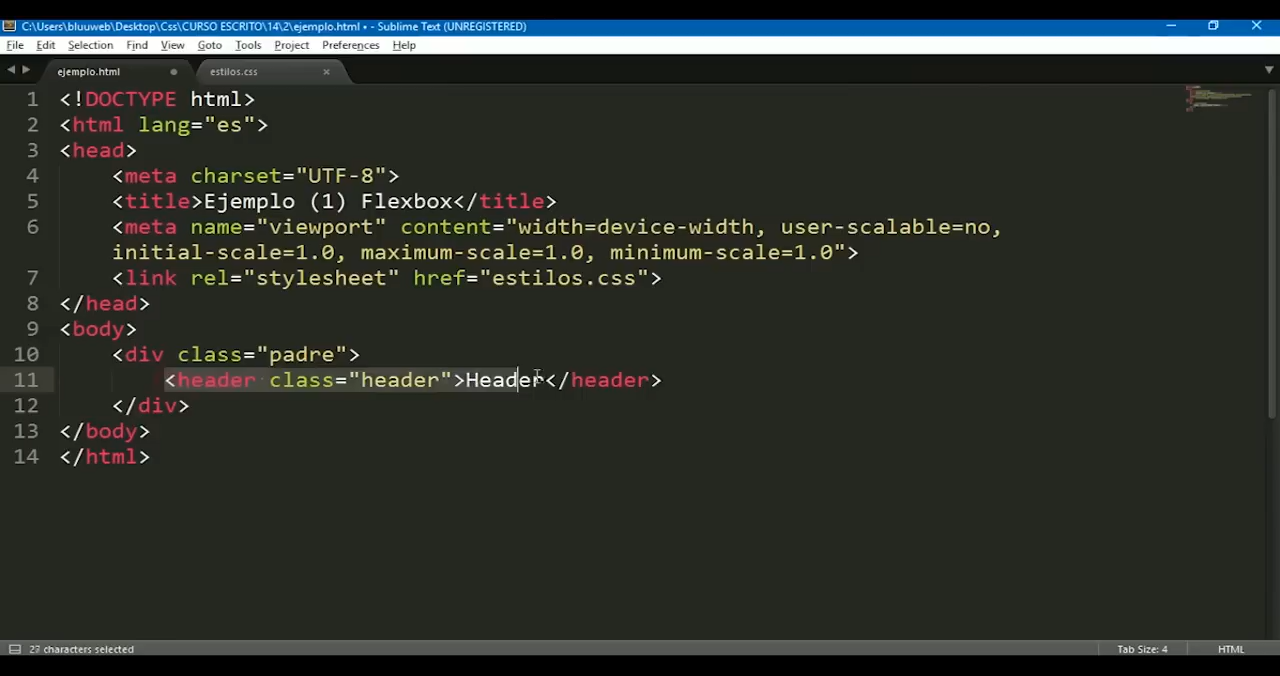 C:\Users\bluuweb\Desktop\Css\CURSO ESCRITO\14\2\ejemplo.html • - Sublime Text (UNREGISTERED)
File Edit Selection Find View Goto Tools Project Preferences Help
ejemplo.html estilos.css
1 <!DOCTYPE html>
2 <html lang="es">
3 <head>
4 <meta charset="UTF-8">
5 <title>Ejemplo (1) Flexbox</title>
6 <meta name="viewport" content="width=device-width, user-scalable=no,
initial-scale=1.0, maximum-scale=1.0, minimum-scale=1.0">
7 <link rel="stylesheet" href="estilos.css">
8 </head>
9 <body>
10 <div class="padre">
11 <header class="header">Header</header>
12 </div>
13 </body>
14 </html>
27 characters selected Tab Size: 4 HTML